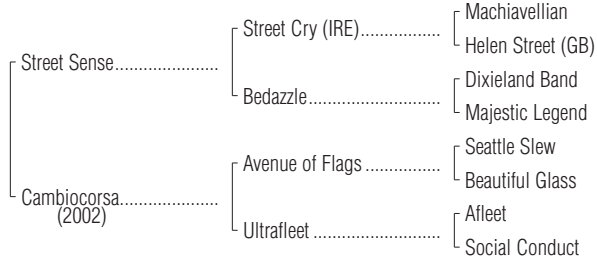 Machiavellian
Street Cry (IRE)
Helen Street (GB)
Street Sense
Dixieland Band
Bedazzle
Majestic Legend
Seattle Slew
Avenue of Flags
Beautiful Glass
Cambiocorsa
(2002)
Afleet
Ultrafleet
Social Conduct